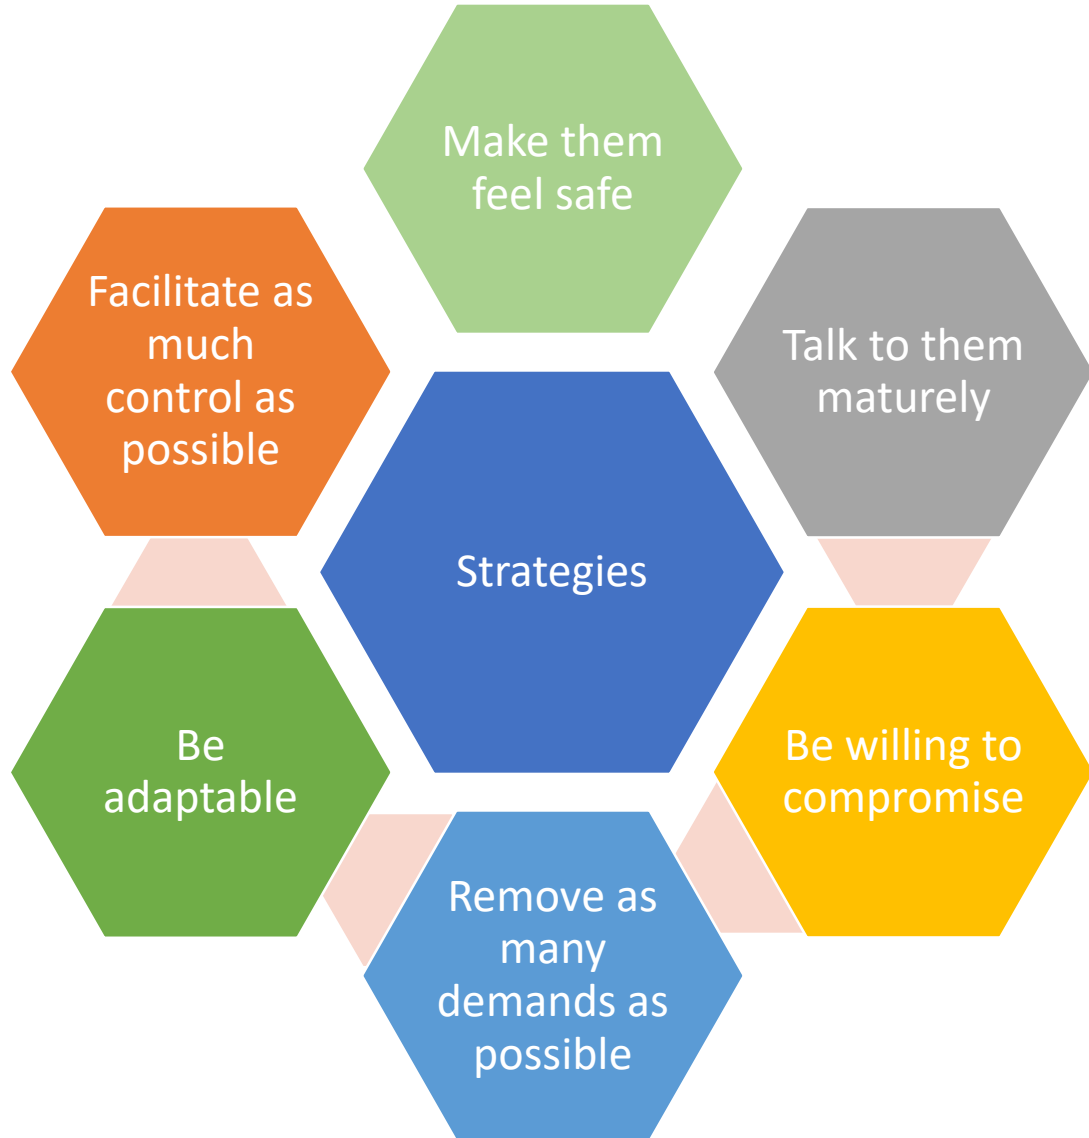 Make them
feel safe
Facilitate as
much
control as
possible
Talk to them
maturely
Strategies
Be
adaptable
Be willing to
compromise
Remove as
many
demands as
possible